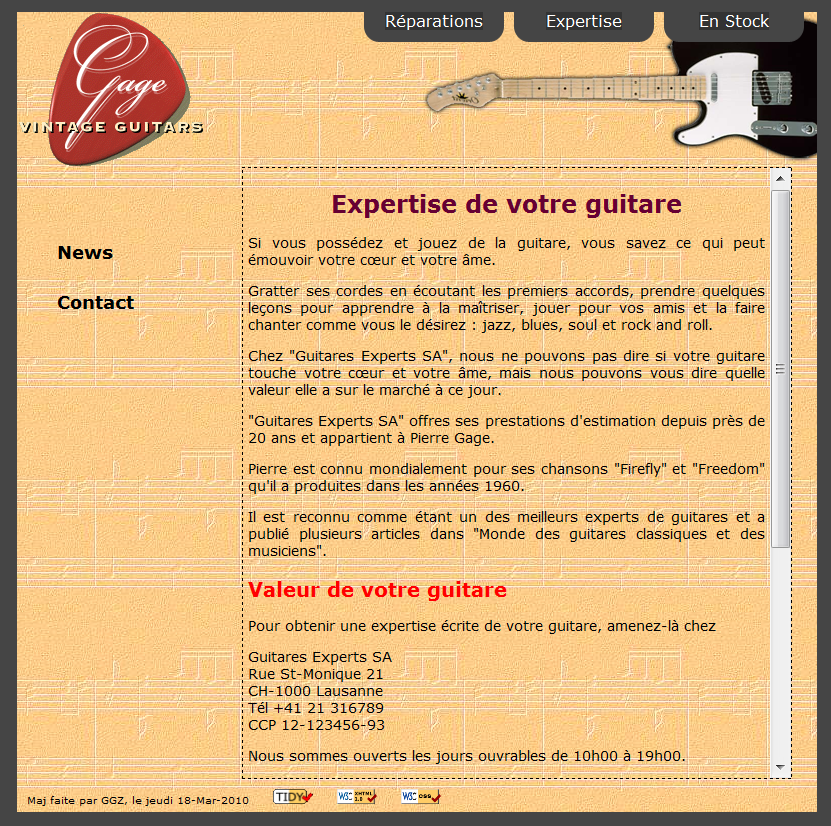 Réparations
Expertise
En Stock
Gage
VINTAGE GUITARS
News
Contact
Expertise de votre guitare
Si vous possédez et jouez de la guitare, vous savez ce qui peut
émouvoir votre cœur et votre âme.
Gratter ses cordes en écoutant les premiers accords, prendre quelques
leçons pour apprendre à la maîtriser, jouer pour vos amis et la faire
chanter comme vous le désirez : jazz, blues, soul et rock and roll.
Chez "Guitares Experts SA", nous ne pouvons pas dire si votre guitare
touche votre cœur et votre âme, mais nous pouvons vous dire quelle
valeur elle a sur le marché à ce jour.
"Guitares Experts SA" offres ses prestations d'estimation depuis près de
20 ans et appartient à Pierre Gage.
Pierre est connu mondialement pour ses chansons "Firefly" et "Freedom"
qu'il a produites dans les années 1960.
Il est reconnu comme étant un des meilleurs experts de guitares et a
publié plusieurs articles dans "Monde des guitares classiques et des
musiciens".
Valeur de votre guitare
Pour obtenir une expertise écrite de votre guitare, amenez-là chez
Guitares Experts SA
Rue St-Monique 21
CH-1000 Lausanne
Tél +41 21 316789
CCP 12-123456-93
Nous sommes ouverts les jours ouvrables de 10h00 à 19h00.
Maj faite par GGZ, le jeudi 18-Mar-2010
TIDY
W3C XHTML 1.0
W3C CSS